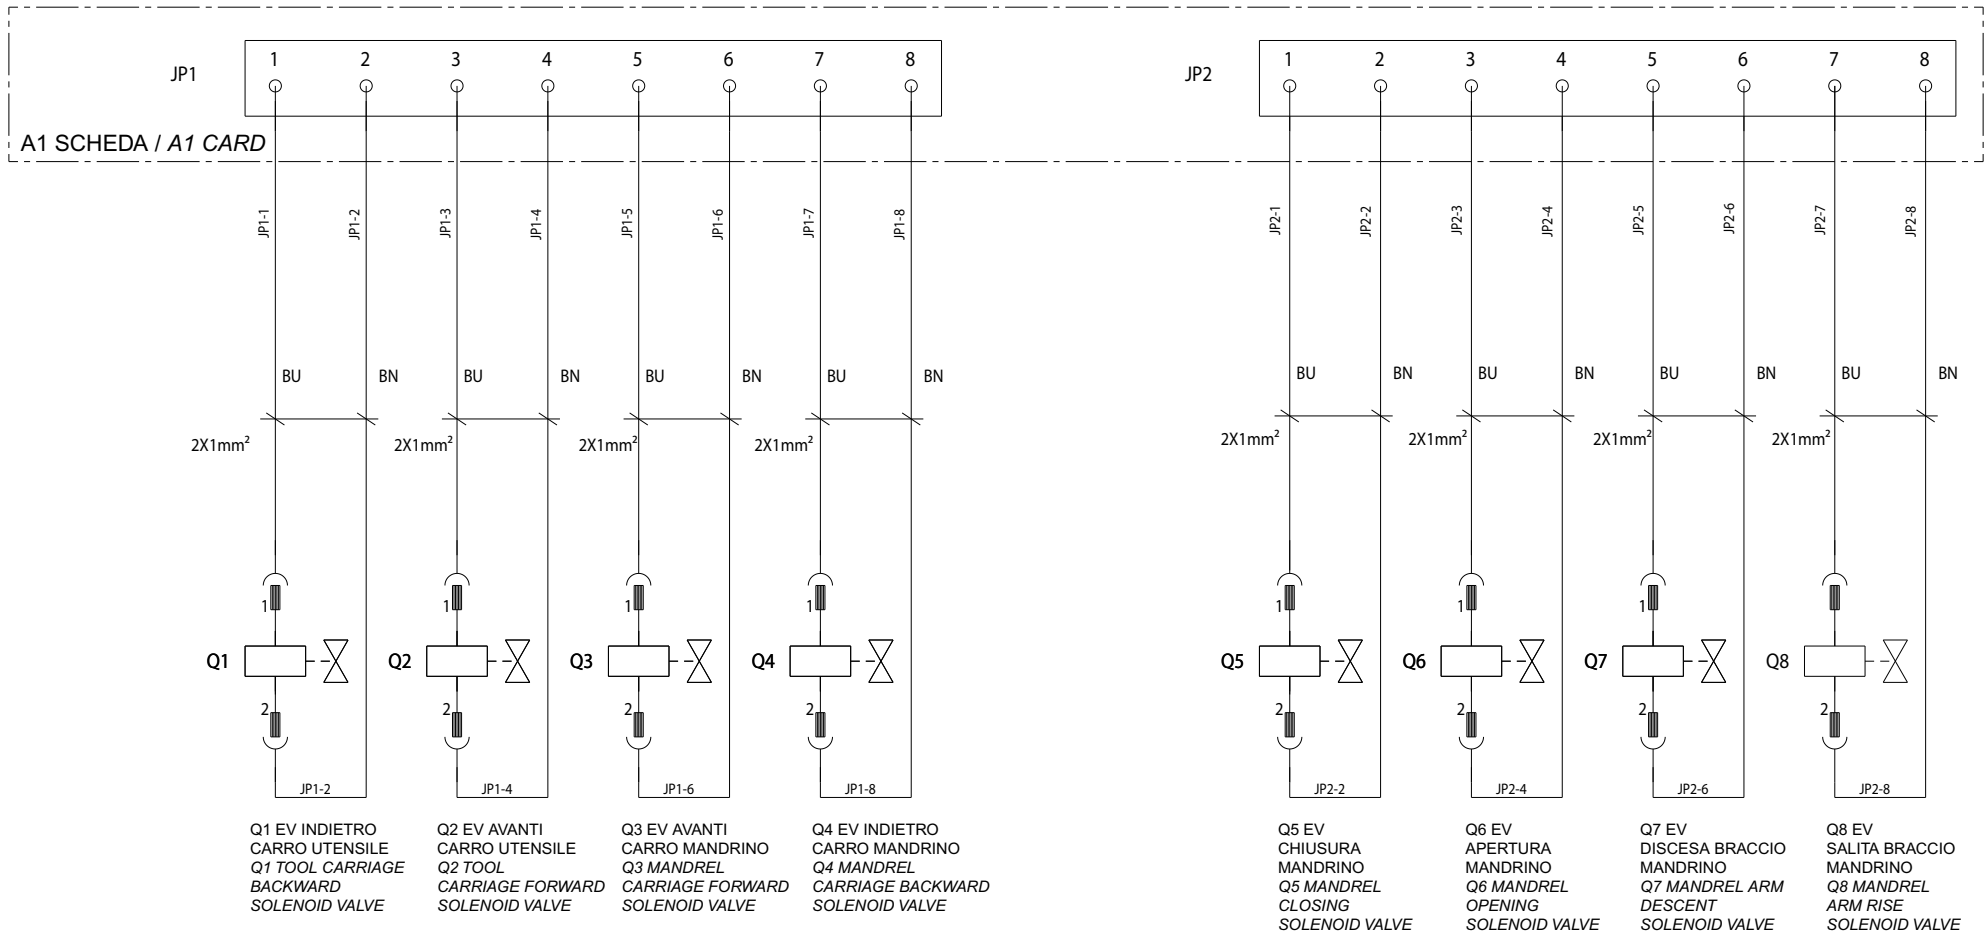 JP1
1 2 3 4 5 6 7 8
JP2
1 2 3 4 5 6 7 8
A1 SCHEDA / A1 CARD
JP1-1 JP1-2 JP1-3 JP1-4 JP1-5 JP1-6 JP1-7 JP1-8
JP2-1 JP2-2 JP2-3 JP2-4 JP2-5 JP2-6 JP2-7 JP2-8
BU BN BU BN BU BN BU BN
BU BN BU BN BU BN BU BN
2X1mm² 2X1mm² 2X1mm² 2X1mm²
2X1mm² 2X1mm² 2X1mm² 2X1mm²
1 1 1 1
1 1 1
Q1 Q2 Q3 Q4
Q5 Q6 Q7 Q8
2 2 2 2
2 2 2 2
JP1-2 JP1-4 JP1-6 JP1-8
JP2-2 JP2-4 JP2-6 JP2-8
Q1 EV INDIETRO
CARRO UTENSILE
Q1 TOOL CARRIAGE
BACKWARD
SOLENOID VALVE
Q2 EV AVANTI
CARRO UTENSILE
Q2 TOOL
CARRIAGE FORWARD
SOLENOID VALVE
Q3 EV AVANTI
CARRO MANDRINO
Q3 MANDREL
CARRIAGE FORWARD
SOLENOID VALVE
Q4 EV INDIETRO
CARRO MANDRINO
Q4 MANDREL
CARRIAGE BACKWARD
SOLENOID VALVE
Q5 EV
CHIUSURA
MANDRINO
Q5 MANDREL
CLOSING
SOLENOID VALVE
Q6 EV
APERTURA
MANDRINO
Q6 MANDREL
OPENING
SOLENOID VALVE
Q7 EV
DISCESA BRACCIO
MANDRINO
Q7 MANDREL ARM
DESCENT
SOLENOID VALVE
Q8 EV
SALITA BRACCIO
MANDRINO
Q8 MANDREL
ARM RISE
SOLENOID VALVE